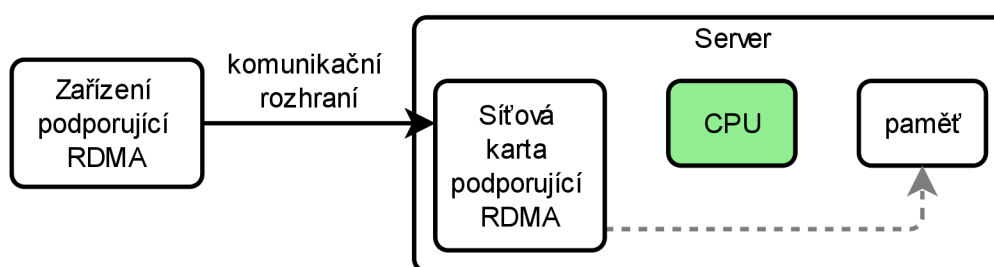 Zařízení
podporující
RDMA
komunikační
rozhraní
Server
Síťová
karta
podporující
RDMA
CPU
paměť